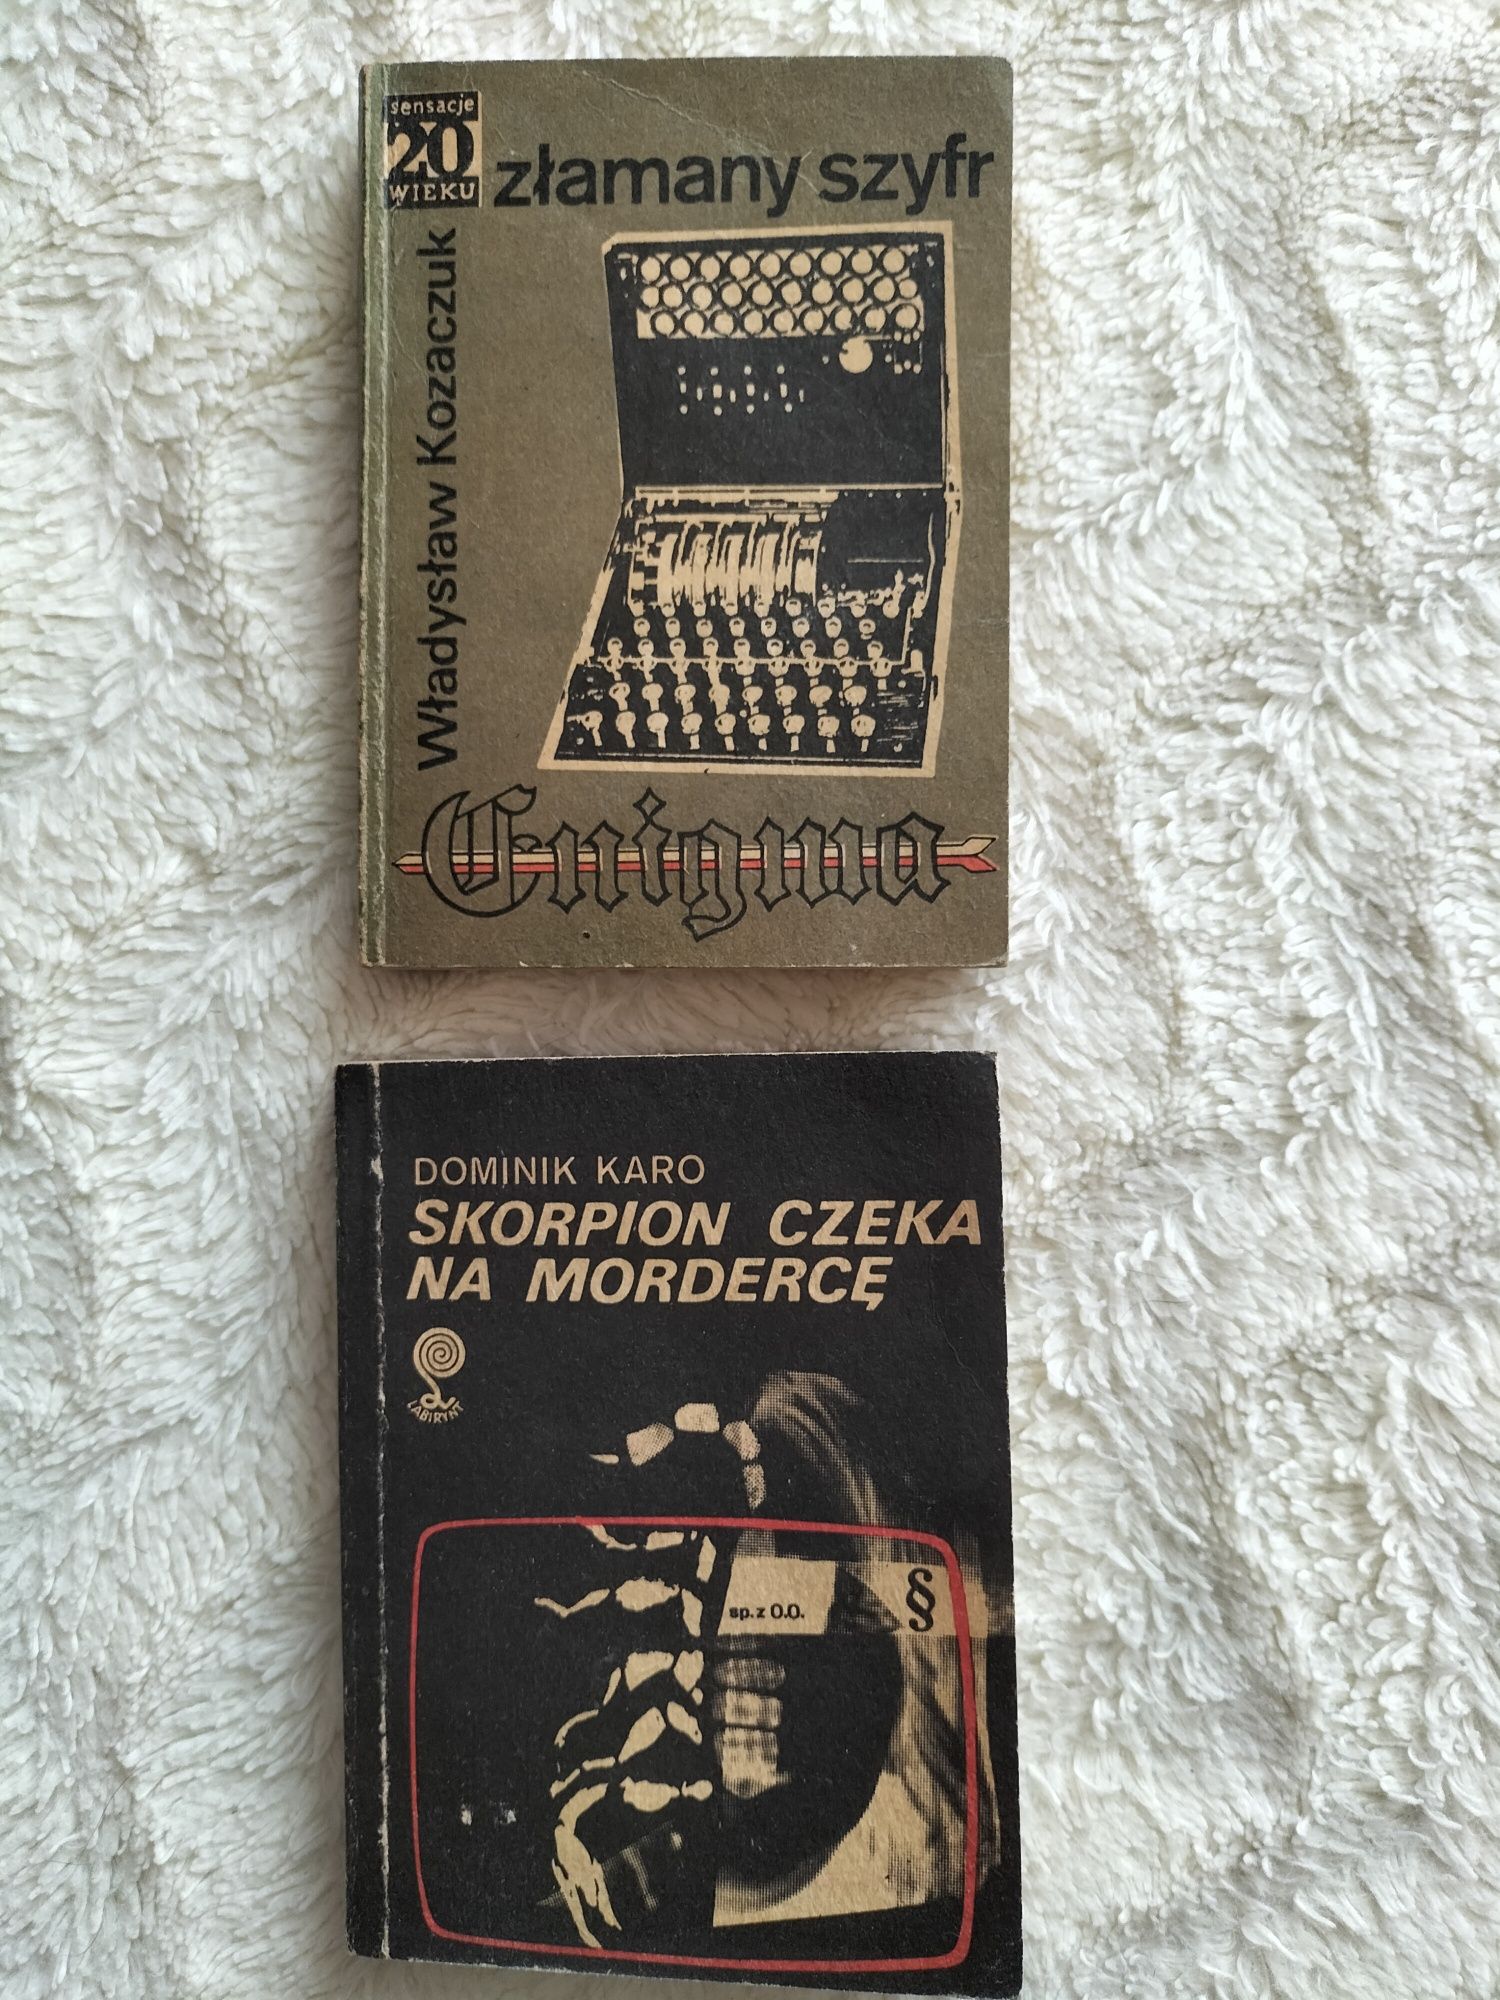 sensacje
20
WIEKU
złamany szyfr
Władysław Kozaczuk
Enigma
DOMINIK KARO
SKORPION CZEKA
NA MORDERCĘ
LABIRYNT
sp. z o.o.
§